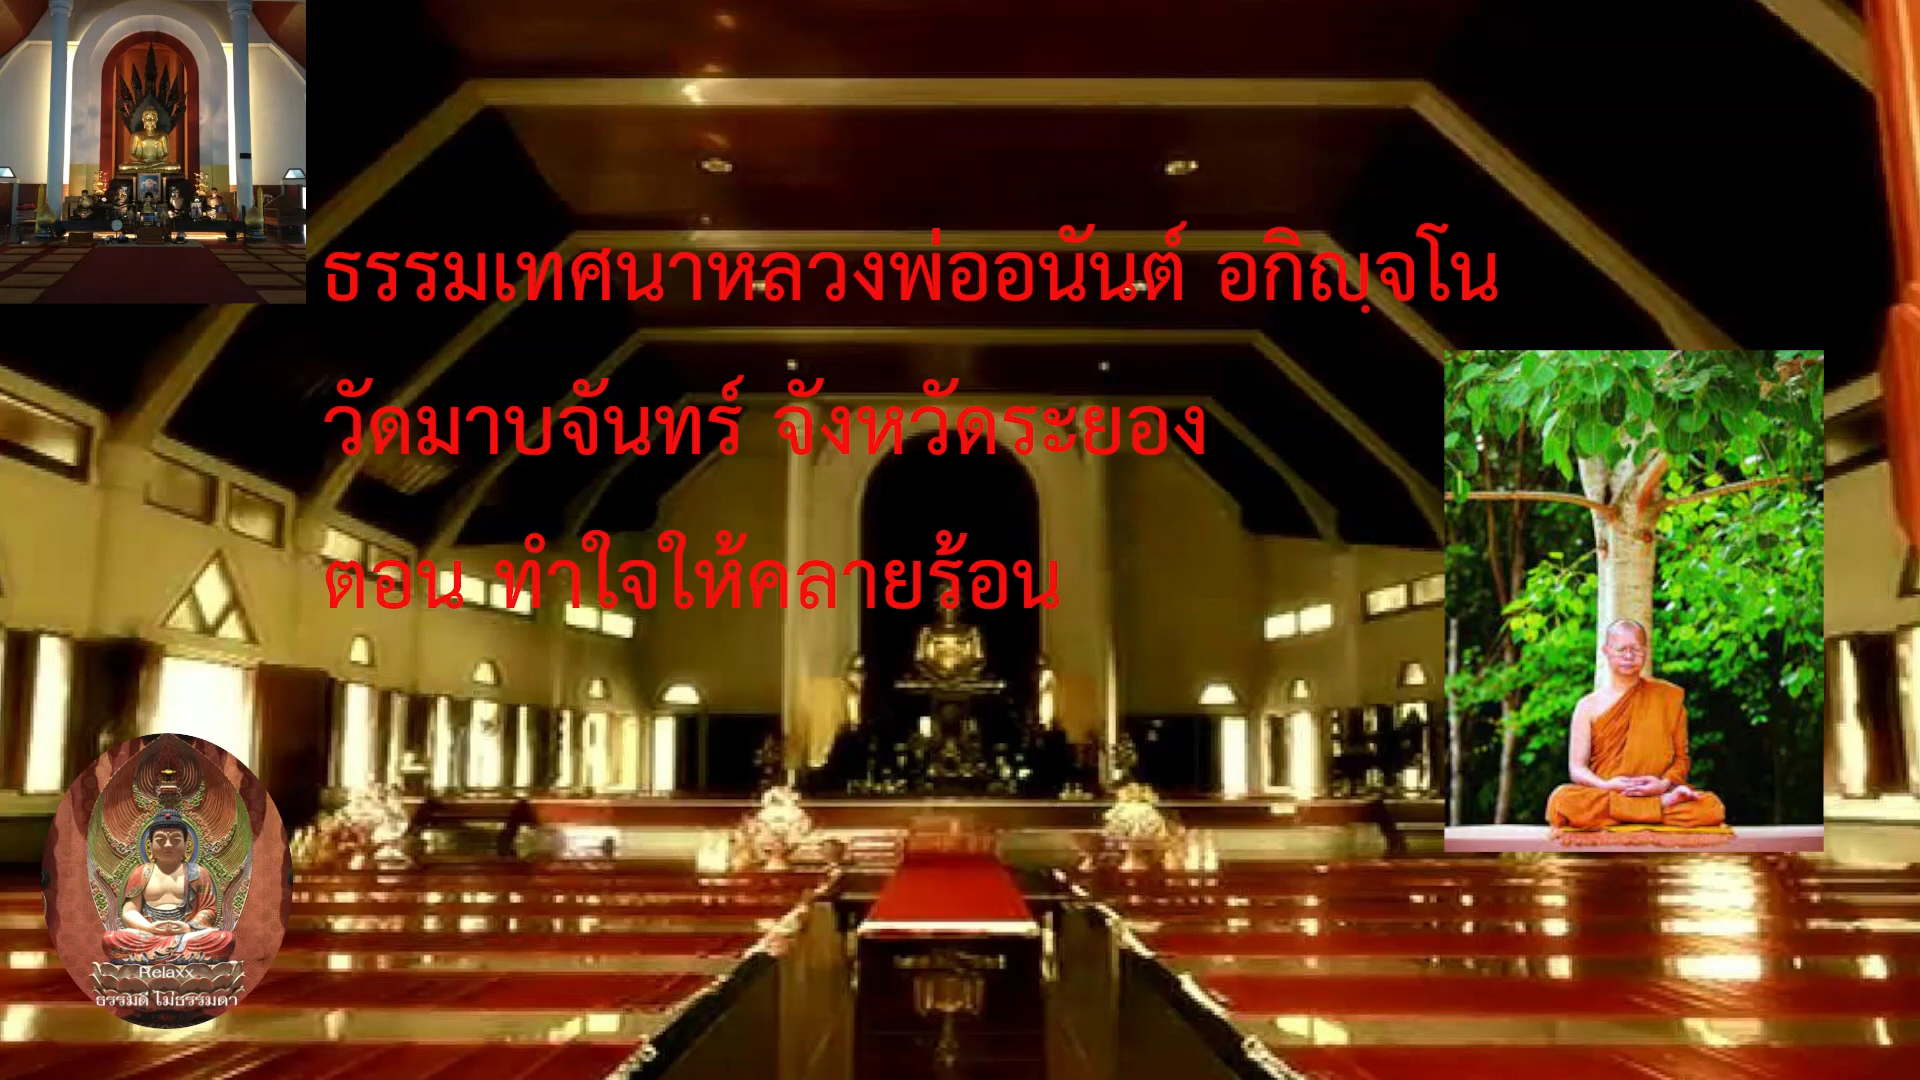 ธรรมเทศนาหลวงพ่ออนันต์ อกิญฺจโน
วัดมาบจันทร์ จังหวัดระยอง
ตอน ทำใจให้คลายร้อน
Relaxx
ธรรมดี ไม่ธรรมดา